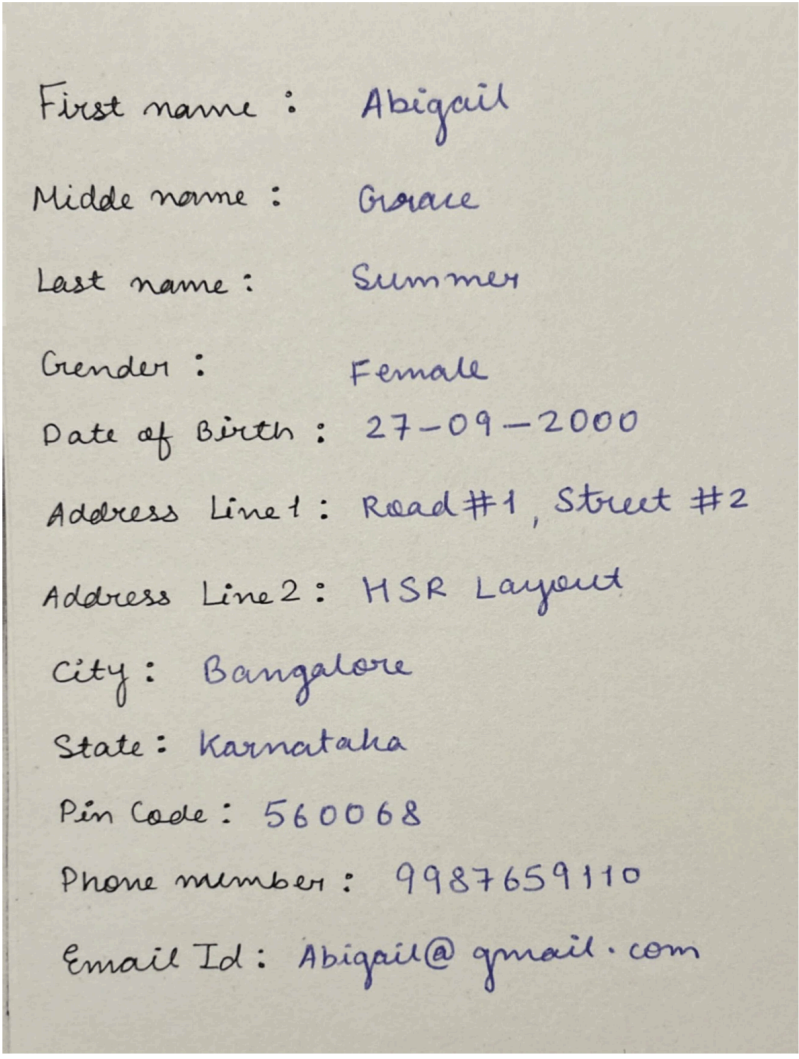 First name : Abigail
Midde name : Grace
Last name : Summer
Gender : Female
Date of Birth : 27-09-2000
Address Line1 : Road #1, Street #2
Address Line2 : HSR Layout
City : Bangalore
State : Karnataka
Pin Code : 560068
Phone number : 9987659110
Email Id : Abigail@gmail.com